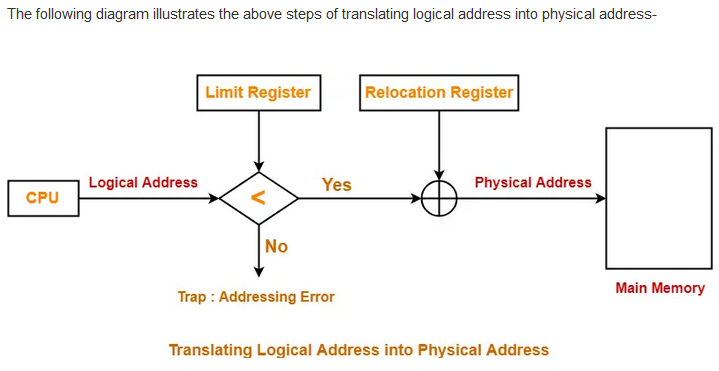 The following diagram illustrates the above steps of translating logical address into physical address-
Limit Register
Relocation Register
CPU
Logical Address
<
Yes
Physical Address
No
Trap : Addressing Error
Main Memory
Translating Logical Address into Physical Address